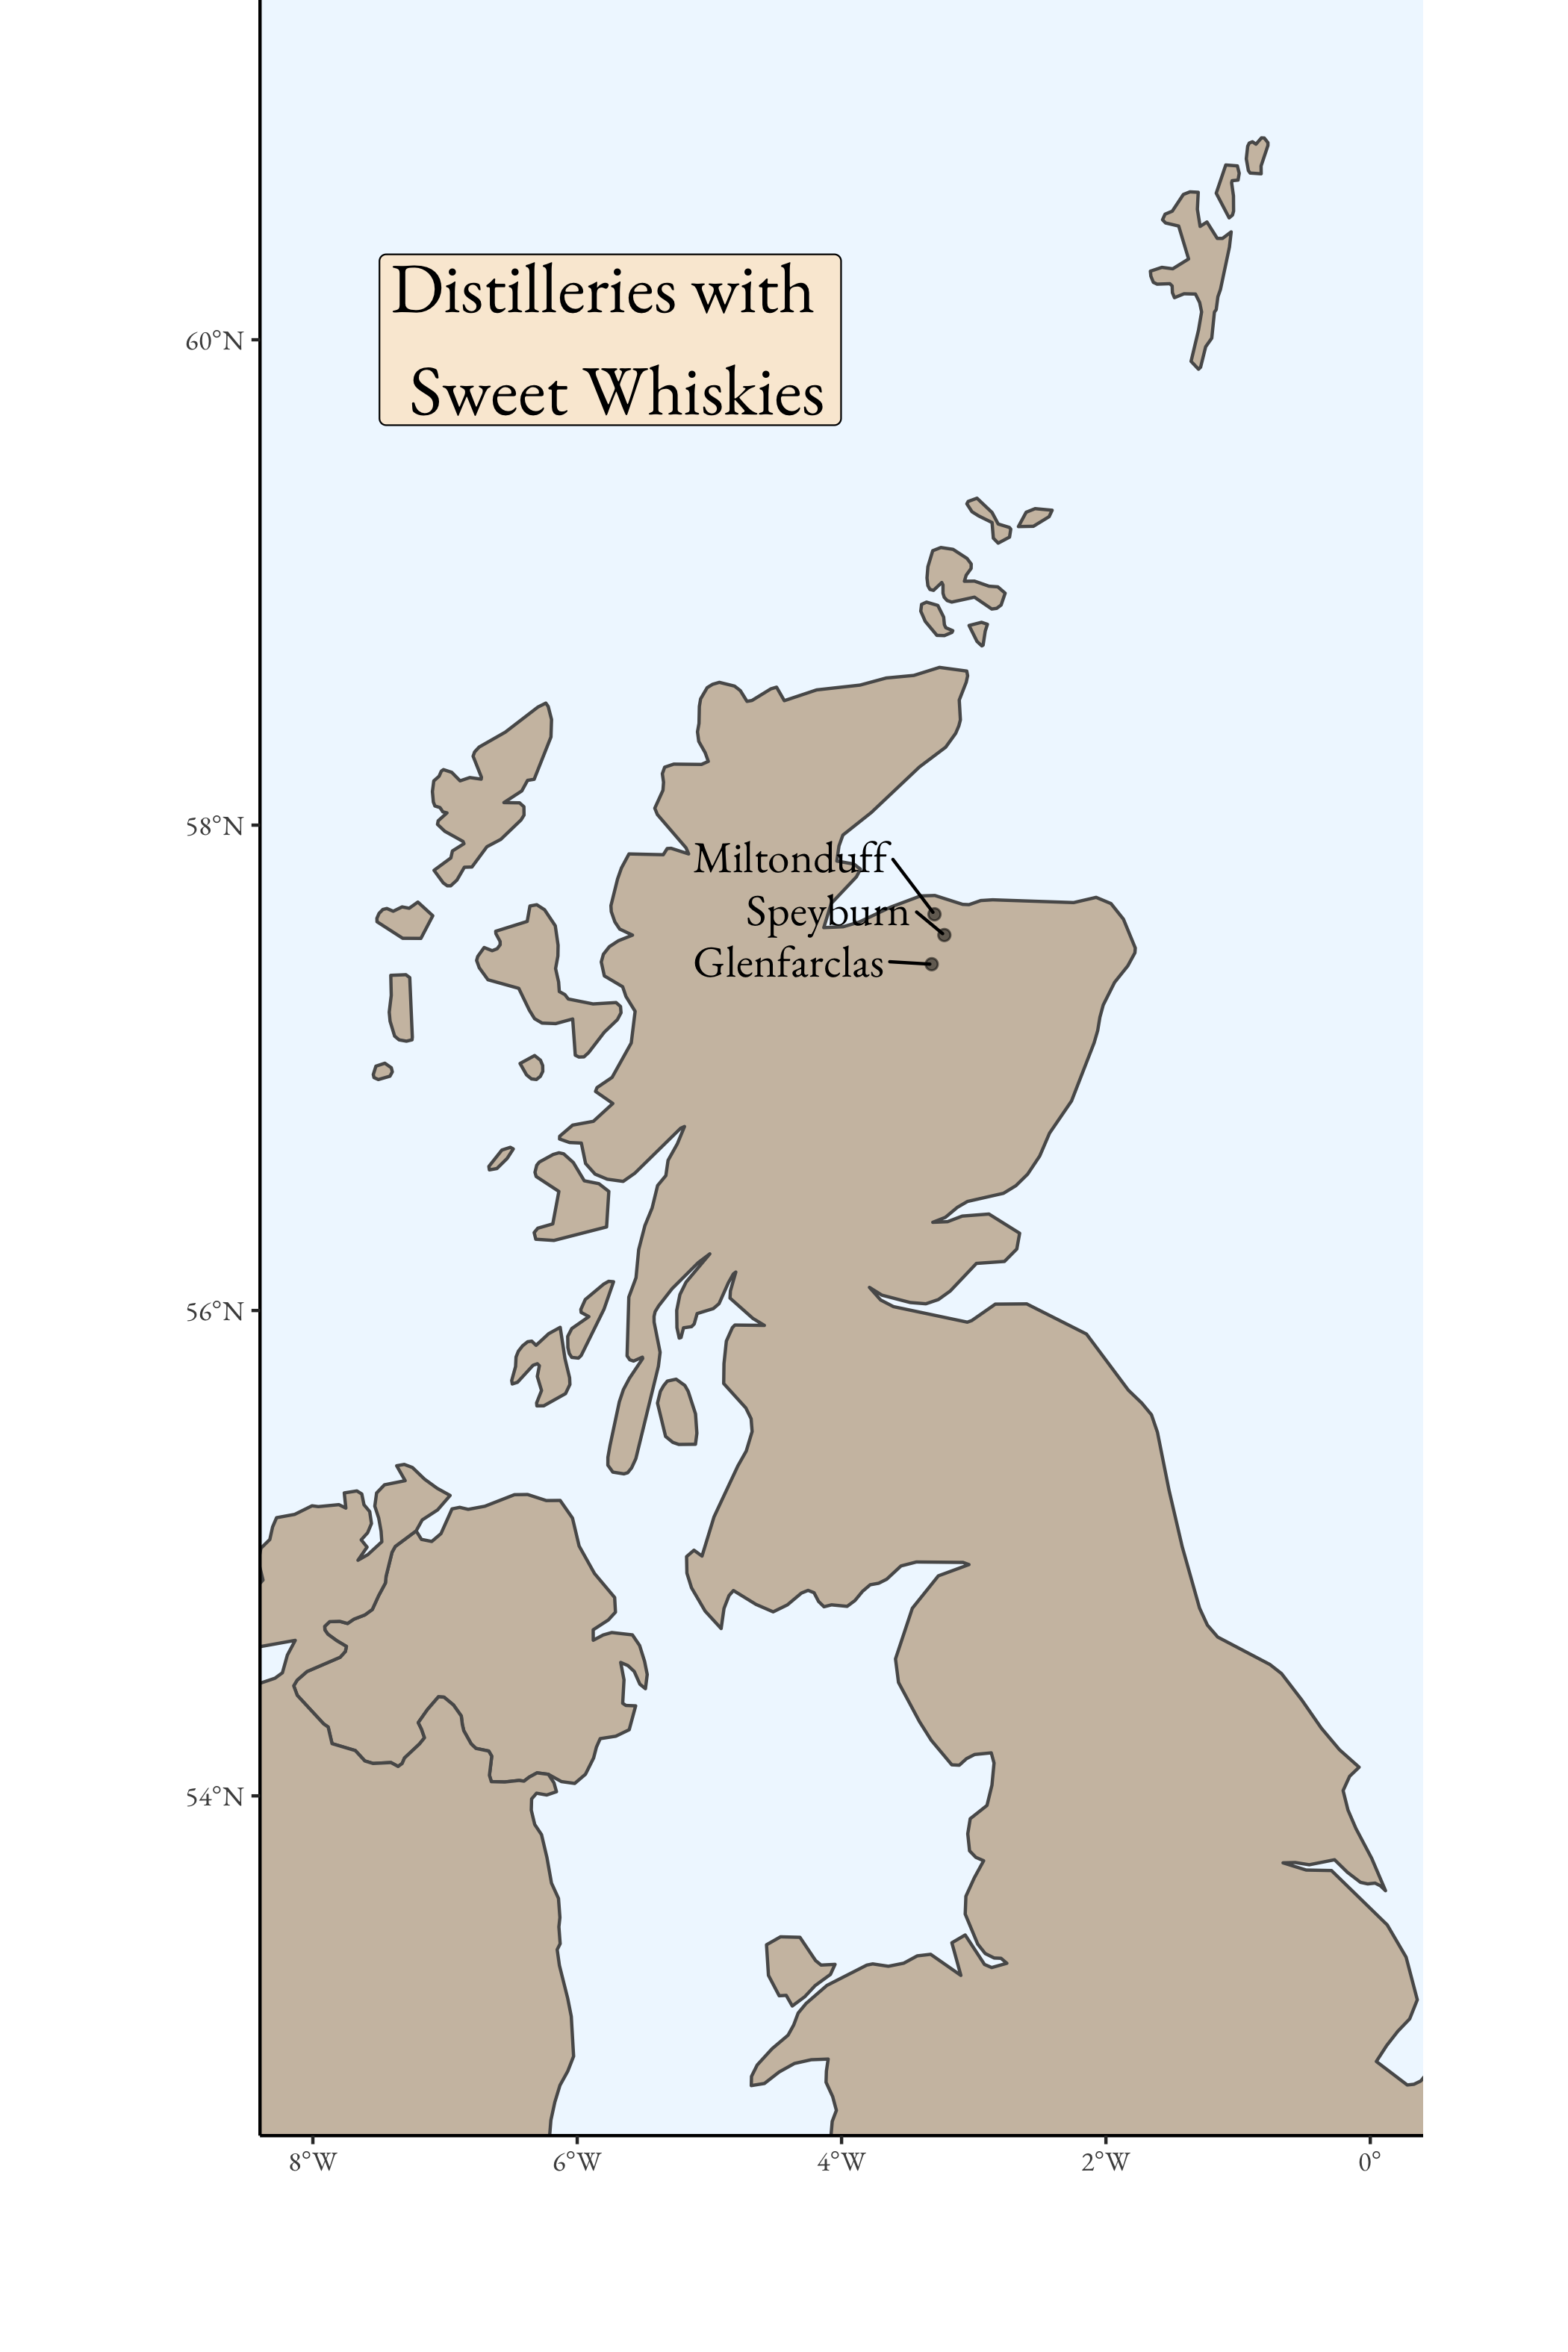 Distilleries with
Sweet Whiskies
60°N
58°N
Miltonduff
Speyburn
Glenfarclas
56°N
54°N
8°W 6°W 4°W 2°W 0°